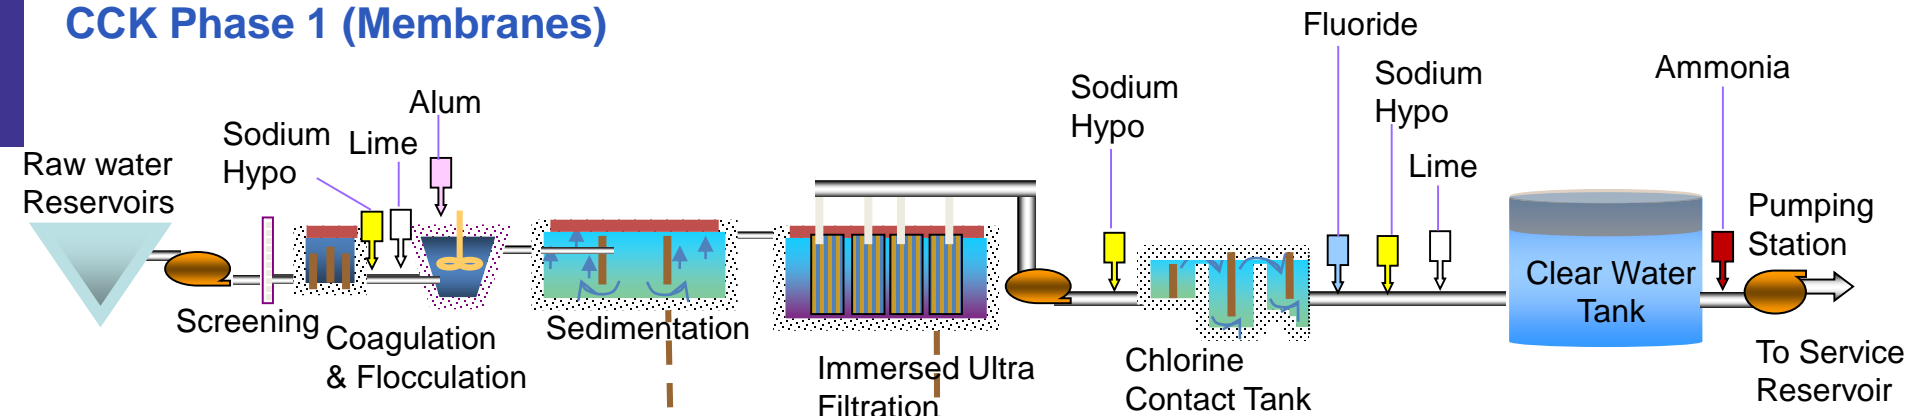 CCK Phase 1 (Membranes)
Fluoride
Sodium
Hypo
Ammonia
Sodium
Hypo
Alum
Sodium
Hypo
Lime
Lime
Raw water
Reservoirs
Pumping
Station
Clear Water
Tank
Screening
Coagulation
& Flocculation
Sedimentation
Immersed Ultra
Filtration
Chlorine
Contact Tank
To Service
Reservoir